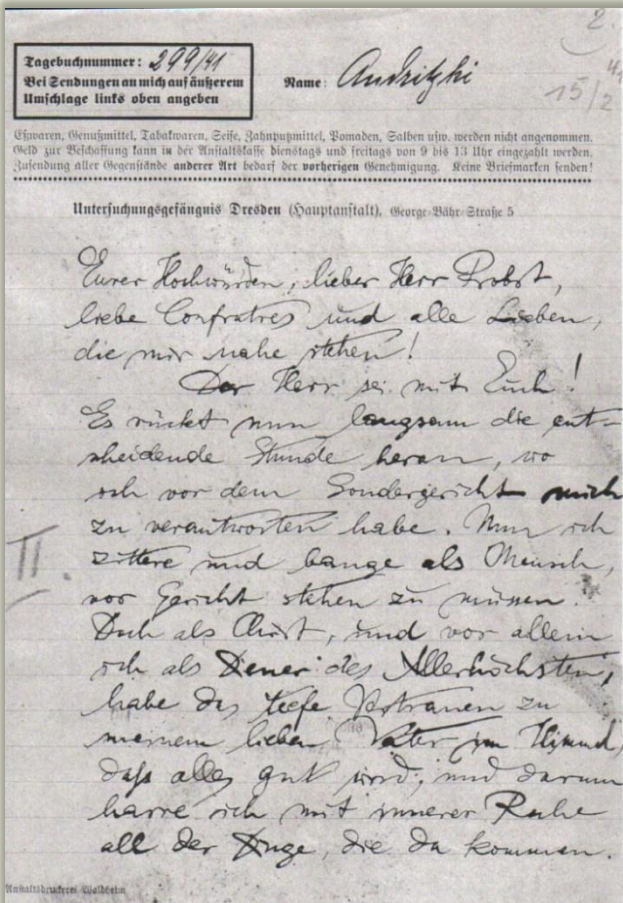 2.
41
15/2
Tagebuchnummer: 299/41
Bei Sendungen an mich auf äußerem
Umschlage links oben angeben
Name: Andritzki
Eßwaren, Genußmittel, Tabakwaren, Seife, Zahnputzmittel, Pomaden, Salben usw. werden nicht angenommen.
Geld zur Beschaffung kann in der Anstaltskasse dienstags und freitags von 9 bis 13 Uhr eingezahlt werden.
Zusendung aller Gegenstände anderer Art bedarf der vorherigen Genehmigung. Keine Briefmarken senden!
Untersuchungsgefängnis Dresden (Hauptanstalt), George-Bähr-Straße 5
Eurer Hochwürden, lieber Herr Probst,
liebe Confratres und alle Lieben,
die mir nahe stehen!
Der Herr sei mit Euch!
Es rückt nun langsam die ent-
scheidende Stunde heran, wo
ich vor dem Sondergericht mich
zu verantworten habe. Nun ich
zittere und bange als Mensch,
vor Gericht stehen zu müssen.
Doch als Christ, und vor allem
ich als Diener des Allerhöchsten,
habe das tiefe Vertrauen zu
meinem lieben Vater im Himmel,
daß alles gut wird, und darum
harre ich mit innerer Ruhe
all der Dinge, die da kommen.
II.
Anstaltsdruckerei Waldheim